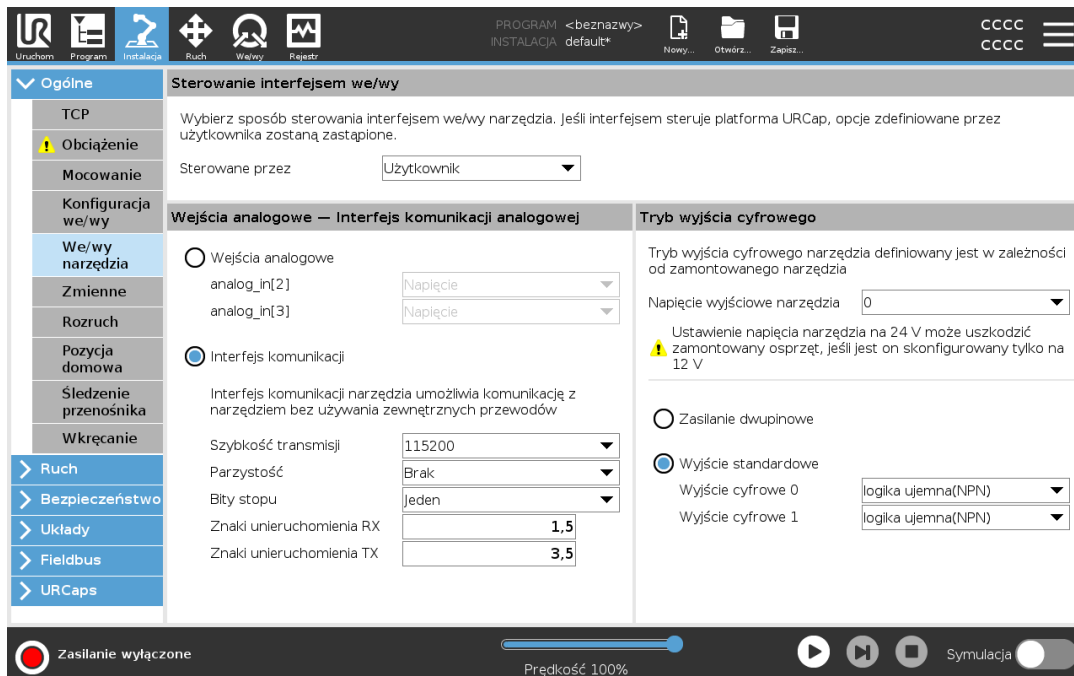 PROGRAM <beznazwy>
INSTALACJA default*
CCCC
CCCC
Uruchom Program Instalacja Ruch We/wy Rejestr Nowy... Otwórz... Zapisz...
Ogólne
TCP
Obciążenie
Mocowanie
Konfiguracja
we/wy
We/wy
narzędzia
Zmienne
Rozruch
Pozycja
domowa
Śledzenie
przenośnika
Wkręcanie
Ruch
Bezpieczeństwo
Układy
Fieldbus
URCaps
Sterowanie interfejsem we/wy
Wybierz sposób sterowania interfejsem we/wy narzędzia. Jeśli interfejsem steruje platforma URCap, opcje zdefiniowane przez
użytkownika zostaną zastąpione.
Sterowane przez Użytkownik
Wejścia analogowe — Interfejs komunikacji analogowej
Wejścia analogowe
analog_in[2] Napięcie
analog_in[3] Napięcie
Interfejs komunikacji
Interfejs komunikacji narzędzia umożliwia komunikację z
narzędziem bez używania zewnętrznych przewodów
Szybkość transmisji 115200
Parzystość Brak
Bity stopu Jeden
Znaki unieruchomienia RX 1,5
Znaki unieruchomienia TX 3,5
Tryb wyjścia cyfrowego
Tryb wyjścia cyfrowego narzędzia definiowany jest w zależności
od zamontowanego narzędzia
Napięcie wyjściowe narzędzia 0
Ustawienie napięcia narzędzia na 24 V może uszkodzić
zamontowany osprzęt, jeśli jest on skonfigurowany tylko na
12 V
Zasilanie dwupinowe
Wyjście standardowe
Wyjście cyfrowe 0 logika ujemna(NPN)
Wyjście cyfrowe 1 logika ujemna(NPN)
Zasilanie wyłączone
Prędkość 100%
Symulacja